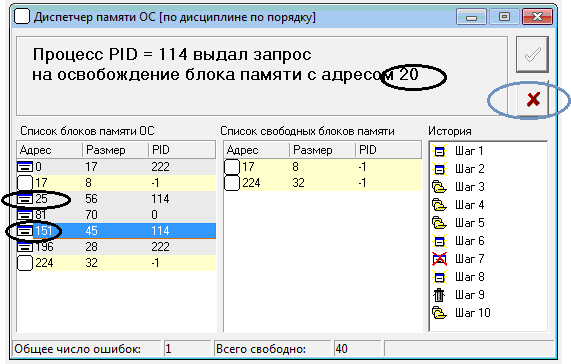 Диспетчер памяти ОС [по дисциплине по порядку]
Процесс PID = 114 выдал запрос
на освобождение блока памяти с адресом 20
Список блоков памяти ОС
Адрес Размер PID
0 17 222
17 8 -1
25 56 114
81 70 0
151 45 114
196 28 222
224 32 -1
Список свободных блоков памяти
Адрес Размер PID
17 8 -1
224 32 -1
История
Шаг 1
Шаг 2
Шаг 3
Шаг 4
Шаг 5
Шаг 6
Шаг 7
Шаг 8
Шаг 9
Шаг 10
Общее число ошибок: 1 Всего свободно: 40